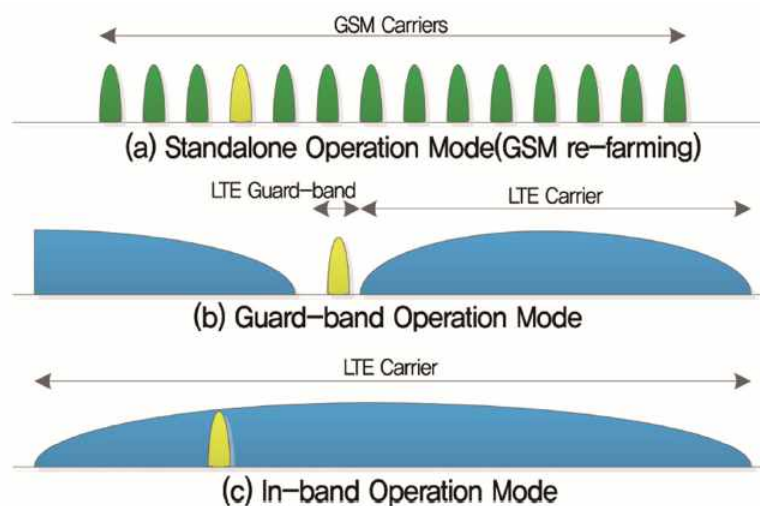 GSM Carriers
(a) Standalone Operation Mode(GSM re-farming)
LTE Guard-band
LTE Carrier
(b) Guard-band Operation Mode
LTE Carrier
(c) In-band Operation Mode